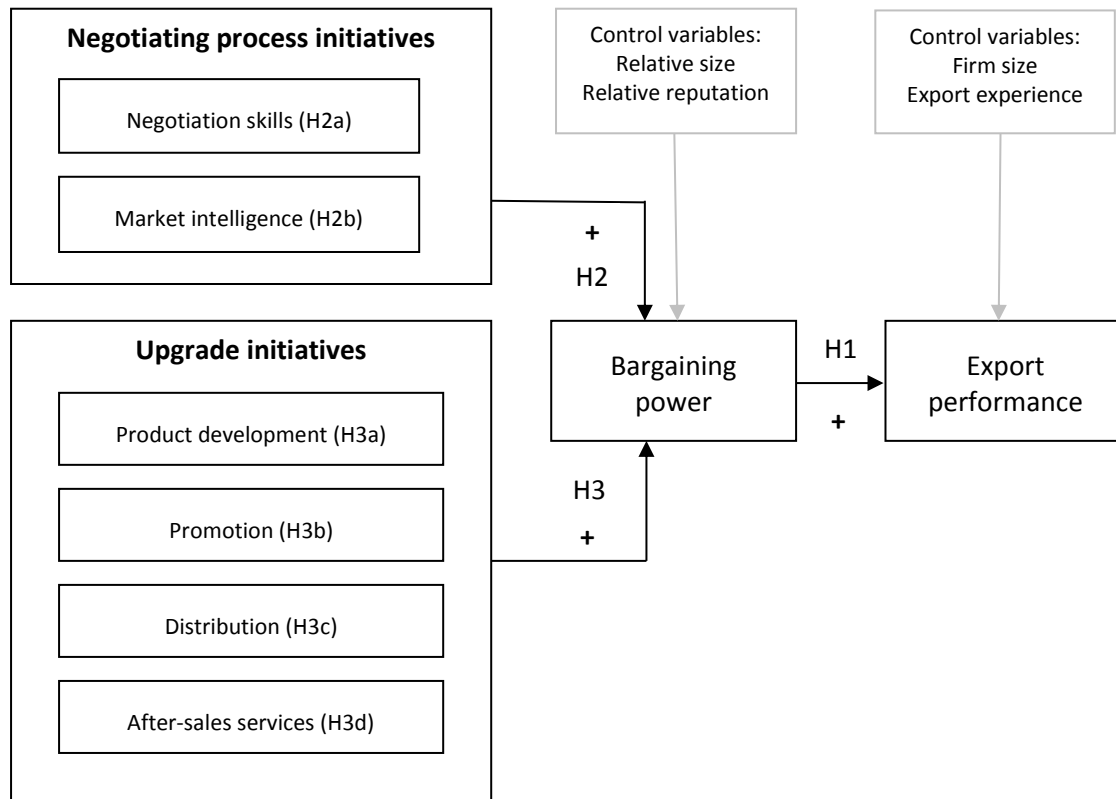 Negotiating process initiatives
Negotiation skills (H2a)
Market intelligence (H2b)
Control variables:
Relative size
Relative reputation
Control variables:
Firm size
Export experience
+
H2
Upgrade initiatives
Product development (H3a)
Promotion (H3b)
Distribution (H3c)
After-sales services (H3d)
H3
+
Bargaining
power
H1
+
Export
performance